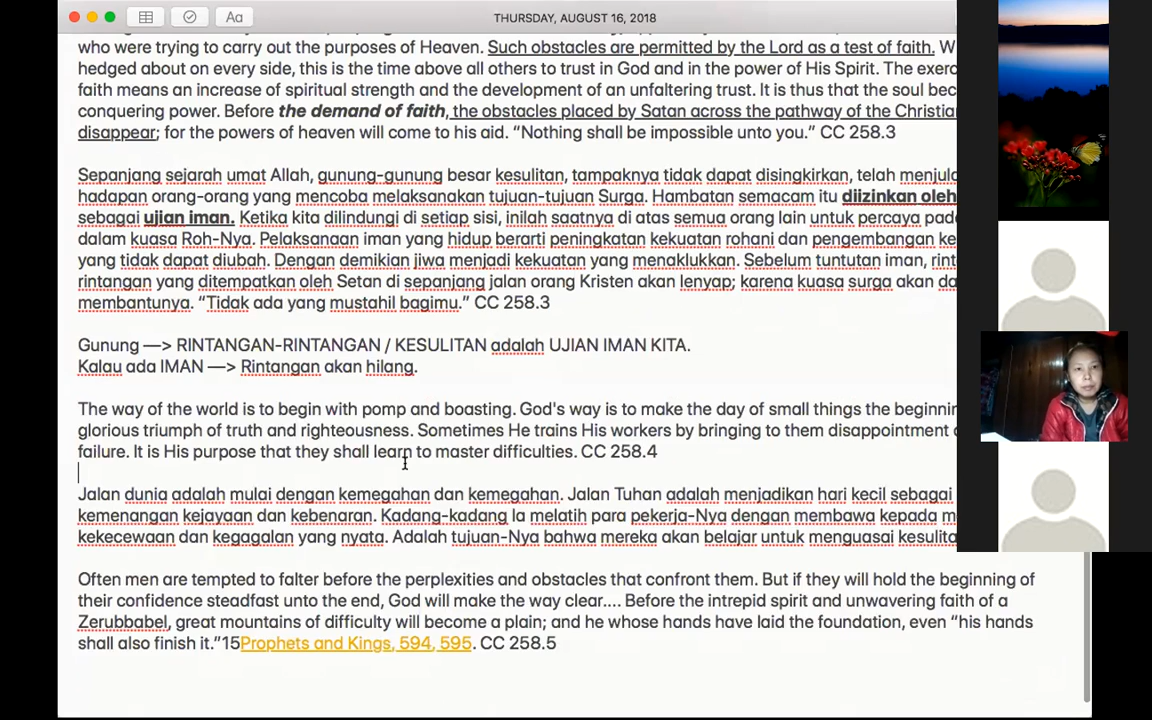 Aa
THURSDAY, AUGUST 16, 2018
who were trying to carry out the purposes of Heaven. Such obstacles are permitted by the Lord as a test of faith.
hedged about on every side, this is the time above all others to trust in God and in the power of His Spirit. The
faith means an increase of spiritual strength and the development of an unfaltering trust. It is thus that the soul
conquering power. Before the demand of faith, the obstacles placed by Satan across the pathway of the
disappear; for the powers of heaven will come to his aid. “Nothing shall be impossible unto you.” CC 258.3
Sepanjang sejarah umat Allah, gunung-gunung besar kesulitan, tampaknya tidak dapat disingkirkan, telah
hadapan orang-orang yang mencoba melaksanakan tujuan-tujuan Surga. Hambatan semacam itu diizinkan oleh
sebagai ujian iman. Ketika kita dilindungi di setiap sisi, inilah saatnya di atas semua orang lain untuk percaya
dalam kuasa Roh-Nya. Pelaksanaan iman yang hidup berarti peningkatan kekuatan rohani dan pengembangan
yang tidak dapat diubah. Dengan demikian jiwa menjadi kekuatan yang menaklukkan. Sebelum tuntutan iman,
rintangan yang ditempatkan oleh Setan di sepanjang jalan orang Kristen akan lenyap; karena kuasa surga akan
membantunya. “Tidak ada yang mustahil bagimu.” CC 258.3
Gunung —> RINTANGAN-RINTANGAN / KESULITAN adalah UJIAN IMAN KITA.
Kalau ada IMAN —> Rintangan akan hilang.
The way of the world is to begin with pomp and boasting. God's way is to make the day of small things the
glorious triumph of truth and righteousness. Sometimes He trains His workers by bringing to them disappointment
failure. It is His purpose that they shall learn to master difficulties. CC 258.4
Jalan dunia adalah mulai dengan kemegahan dan kemegahan. Jalan Tuhan adalah menjadikan hari kecil sebagai
kemenangan kejayaan dan kebenaran. Kadang-kadang Ia melatih para pekerja-Nya dengan membawa kepada
kekecewaan dan kegagalan yang nyata. Adalah tujuan-Nya bahwa mereka akan belajar untuk menguasai
Often men are tempted to falter before the perplexities and obstacles that confront them. But if they will hold the beginning of
their confidence steadfast unto the end, God will make the way clear.... Before the intrepid spirit and unwavering faith of a
Zerubbabel, great mountains of difficulty will become a plain; and he whose hands have laid the foundation, even “his hands
shall also finish it.”15Prophets and Kings, 594, 595. CC 258.5